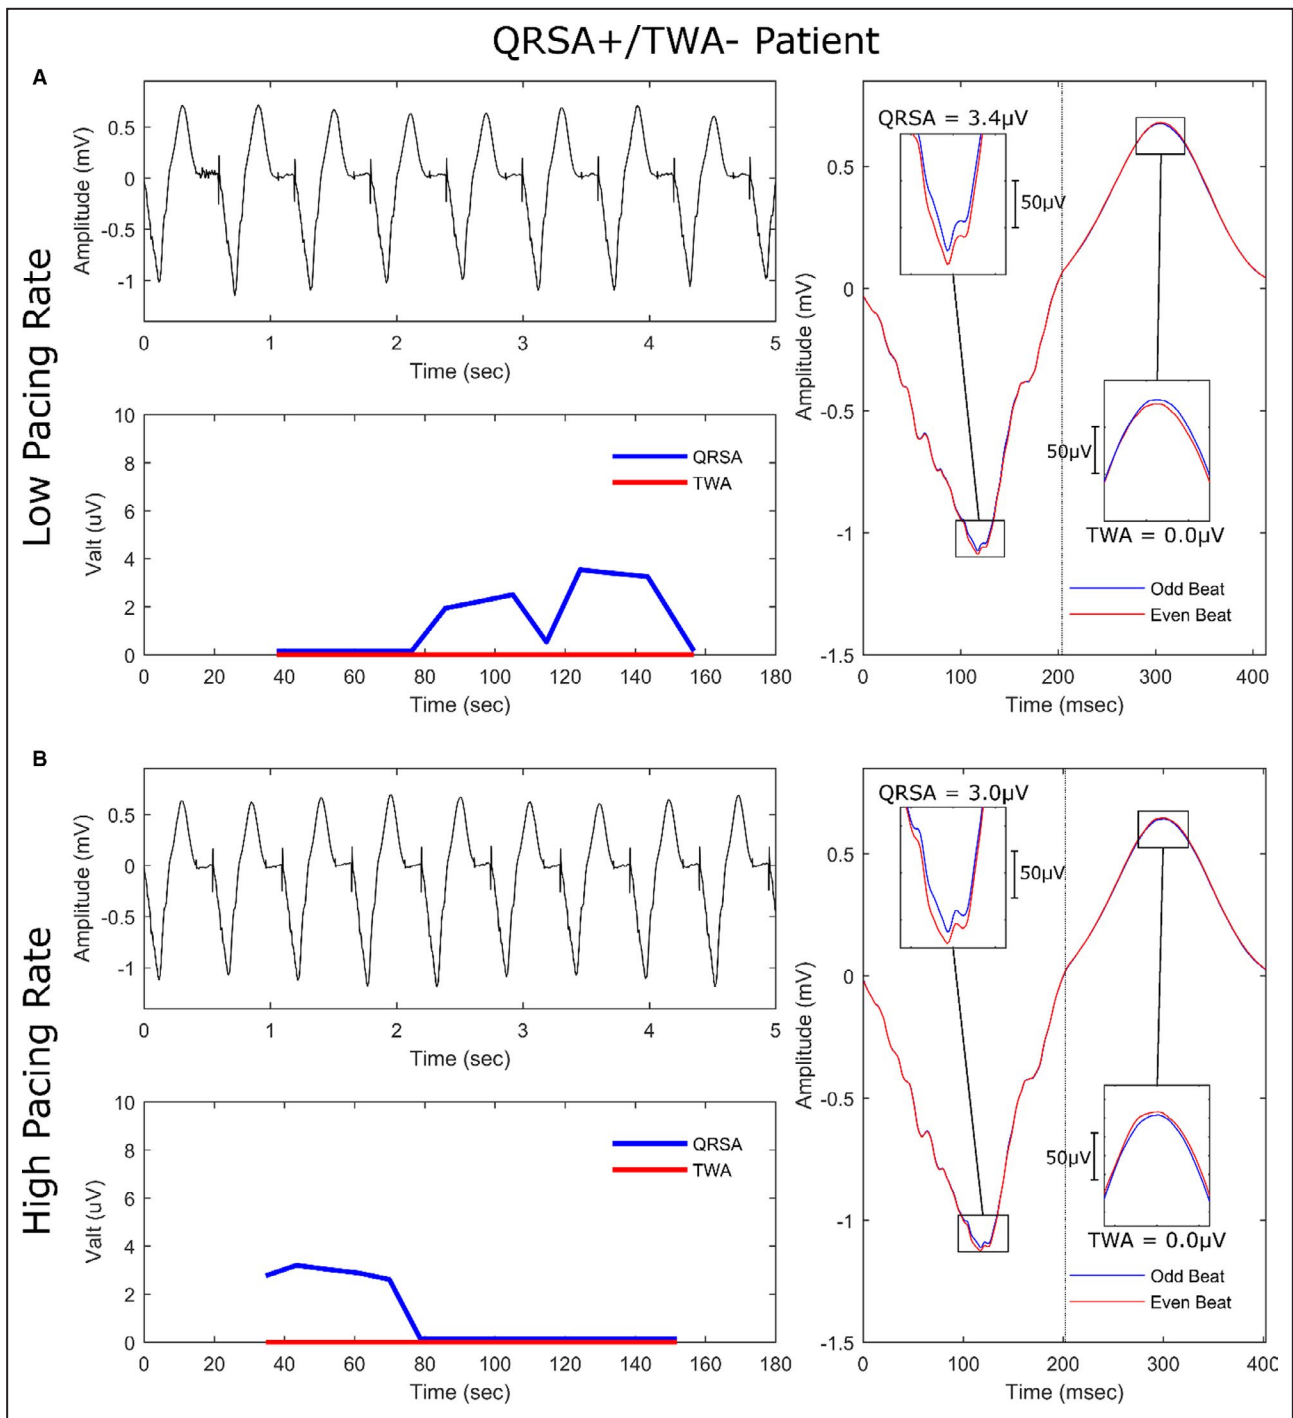 QRSA+/TWA- Patient
A
Low Pacing Rate
Amplitude (mV)
0.5
0
-0.5
-1
0 1 2 3 4 5
Time (sec)
Valt (uV)
10
8
6
4
2
0
QRSA
TWA
0 20 40 60 80 100 120 140 160 180
Time (sec)
QRSA = 3.4µV
50µV
Amplitude (mV)
0.5
0
-0.5
-1
-1.5
50µV
TWA = 0.0µV
Odd Beat
Even Beat
0 100 200 300 400
Time (msec)
B
High Pacing Rate
Amplitude (mV)
0.5
0
-0.5
-1
0 1 2 3 4 5
Time (sec)
Valt (uV)
10
8
6
4
2
0
QRSA
TWA
0 20 40 60 80 100 120 140 160 180
Time (sec)
QRSA = 3.0µV
50µV
Amplitude (mV)
0.5
0
-0.5
-1
-1.5
50µV
TWA = 0.0µV
Odd Beat
Even Beat
0 100 200 300 400
Time (msec)